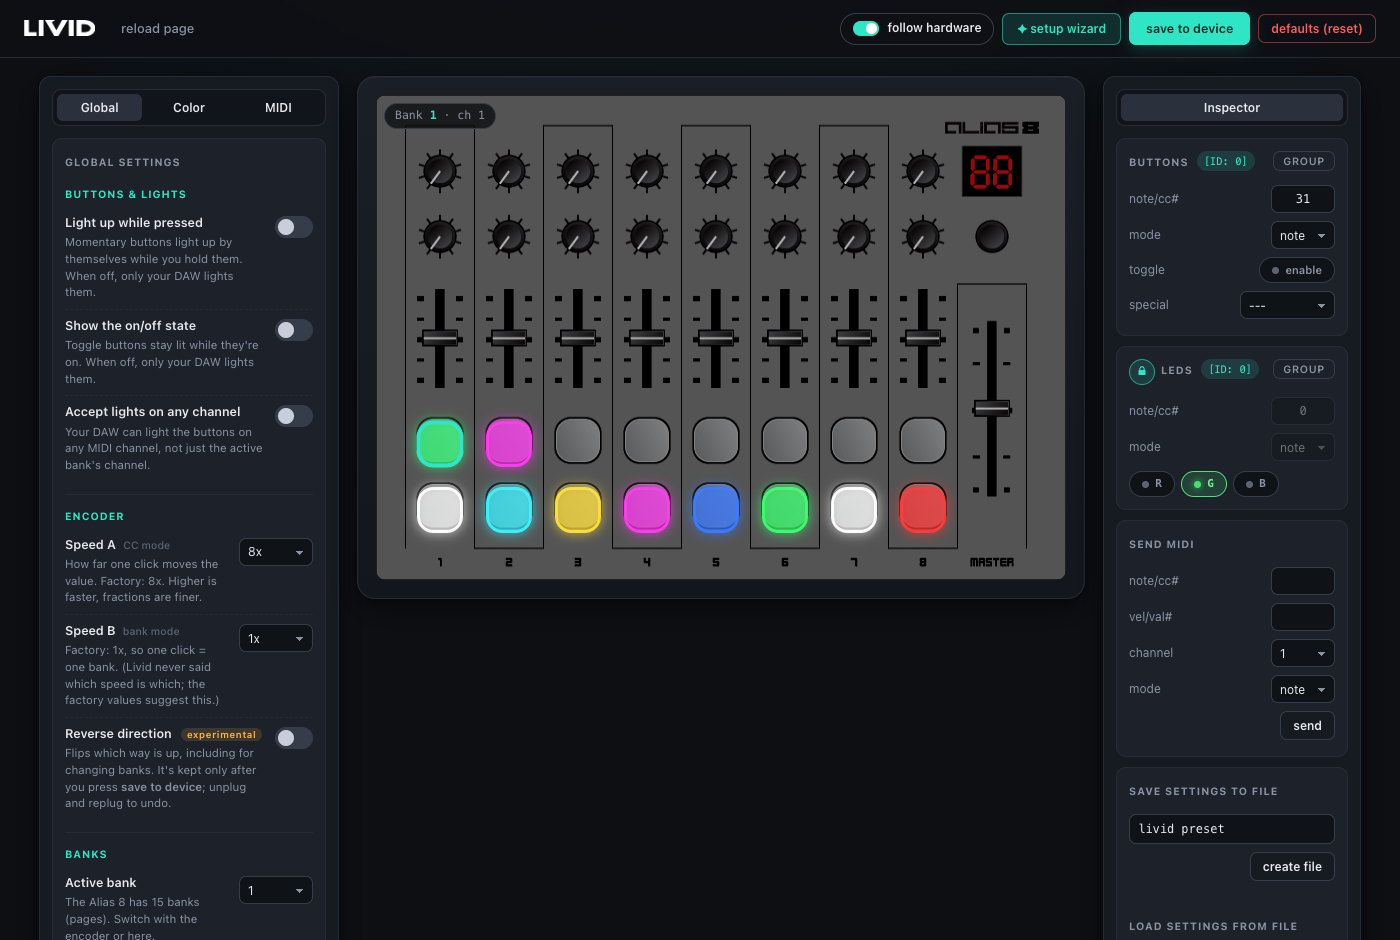 LIVID
reload page
follow hardware
✦ setup wizard
save to device
defaults (reset)
Global
Color
MIDI
GLOBAL SETTINGS
BUTTONS & LIGHTS
Light up while pressed
Momentary buttons light up by
themselves while you hold them.
When off, only your DAW lights
them.
Show the on/off state
Toggle buttons stay lit while they're
on. When off, only your DAW lights
them.
Accept lights on any channel
Your DAW can light the buttons on
any MIDI channel, not just the active
bank's channel.
ENCODER
Speed A CC mode
8x
How far one click moves the
value. Factory: 8x. Higher is
faster, fractions are finer.
Speed B bank mode
1x
Factory: 1x, so one click =
one bank. (Livid never said
which speed is which; the
factory values suggest this.)
Reverse direction experimental
Flips which way is up, including for
changing banks. It's kept only after
you press save to device; unplug
and replug to undo.
BANKS
Active bank
1
The Alias 8 has 15 banks
(pages). Switch with the
encoder or here.
Bank 1 · ch 1
ALIAS 8
88
1 2 3 4 5 6 7 8 MASTER
Inspector
BUTTONS [ID: 0] GROUP
note/cc# 31
mode note
toggle enable
special ---
LEDS [ID: 0] GROUP
note/cc# 0
mode note
R G B
SEND MIDI
note/cc#
vel/val#
channel 1
mode note
send
SAVE SETTINGS TO FILE
livid preset
create file
LOAD SETTINGS FROM FILE